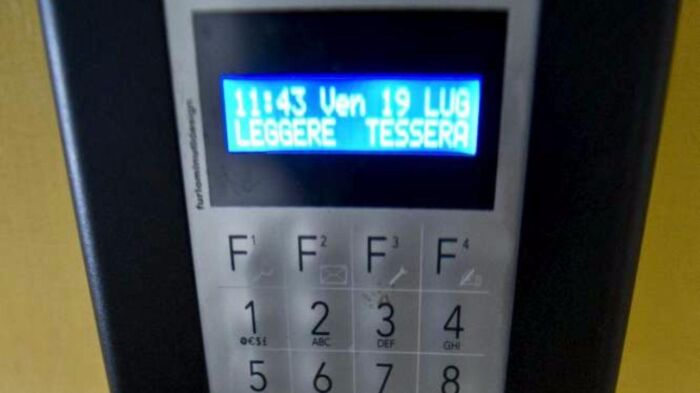 11:43 Ven 19 LUG
LEGGERE TESSERA
furiominutidesign
F1 F2 F3 F4
1 2 3 4
@€$£ ABC DEF GHI
5 6 7 8